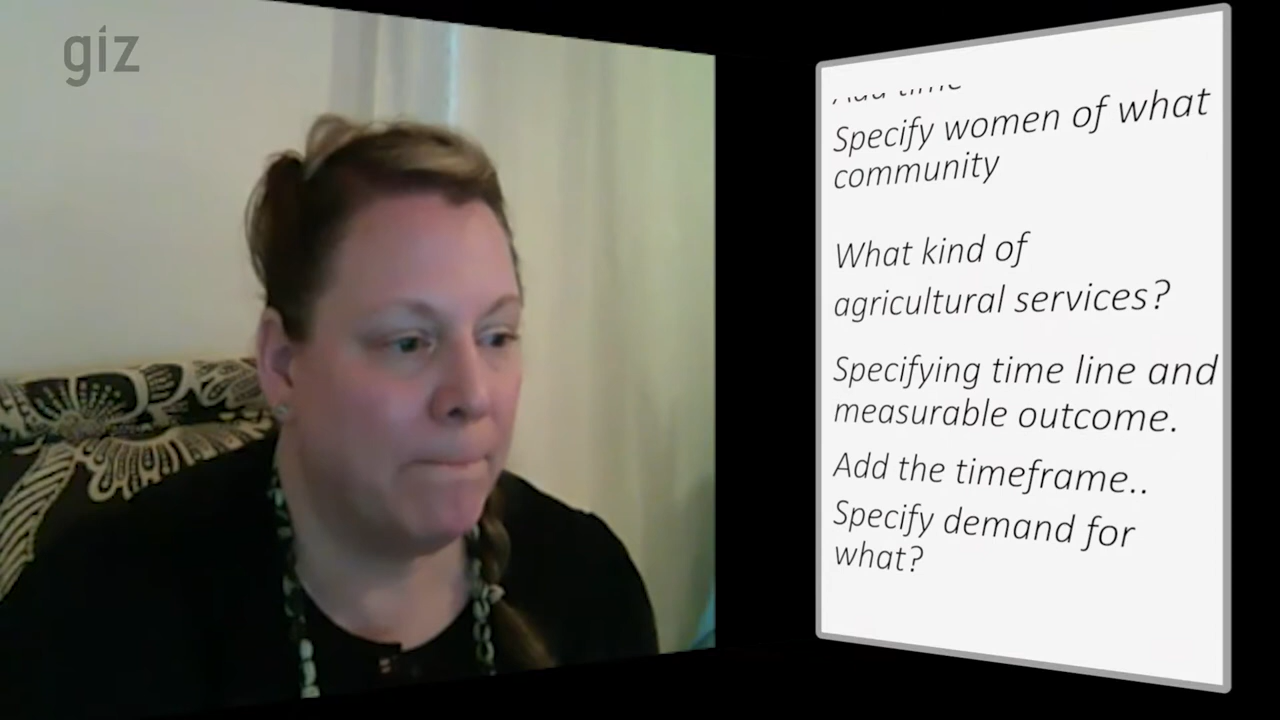 giz
time
Specify women of what
community
What kind of
agricultural services?
Specifying time line and
measurable outcome.
Add the timeframe..
Specify demand for
what?